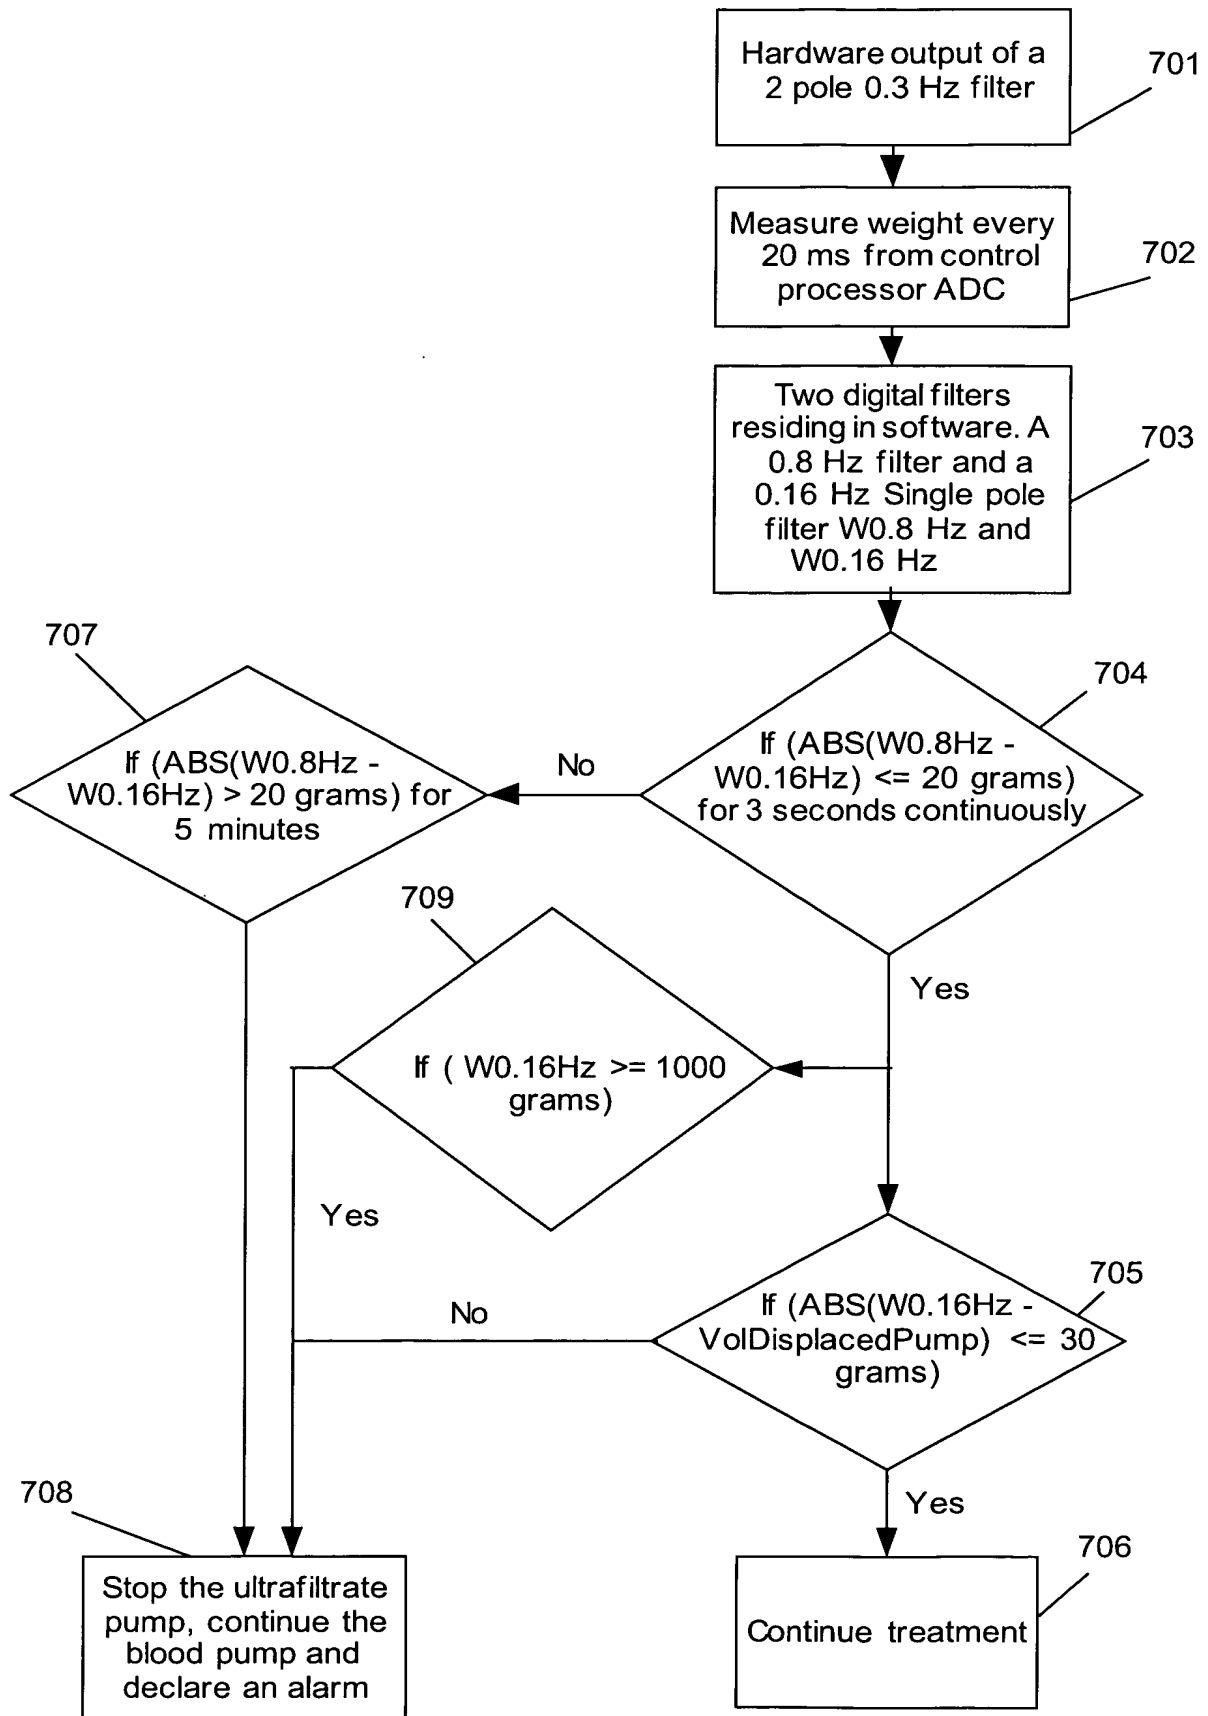 Hardware output of a
2 pole 0.3 Hz filter
701
Measure weight every
20 ms from control
processor ADC
702
Two digital filters
residing in software. A
0.8 Hz filter and a
0.16 Hz Single pole
filter W0.8 Hz and
W0.16 Hz
703
707
If (ABS(W0.8Hz -
W0.16Hz) > 20 grams) for
5 minutes
No
704
If (ABS(W0.8Hz -
W0.16Hz) <= 20 grams)
for 3 seconds continuously
709
If ( W0.16Hz >= 1000
grams)
Yes
Yes
No
705
If (ABS(W0.16Hz -
VolDisplacedPump) <= 30
grams)
Yes
708
Stop the ultrafiltrate
pump, continue the
blood pump and
declare an alarm
706
Continue treatment